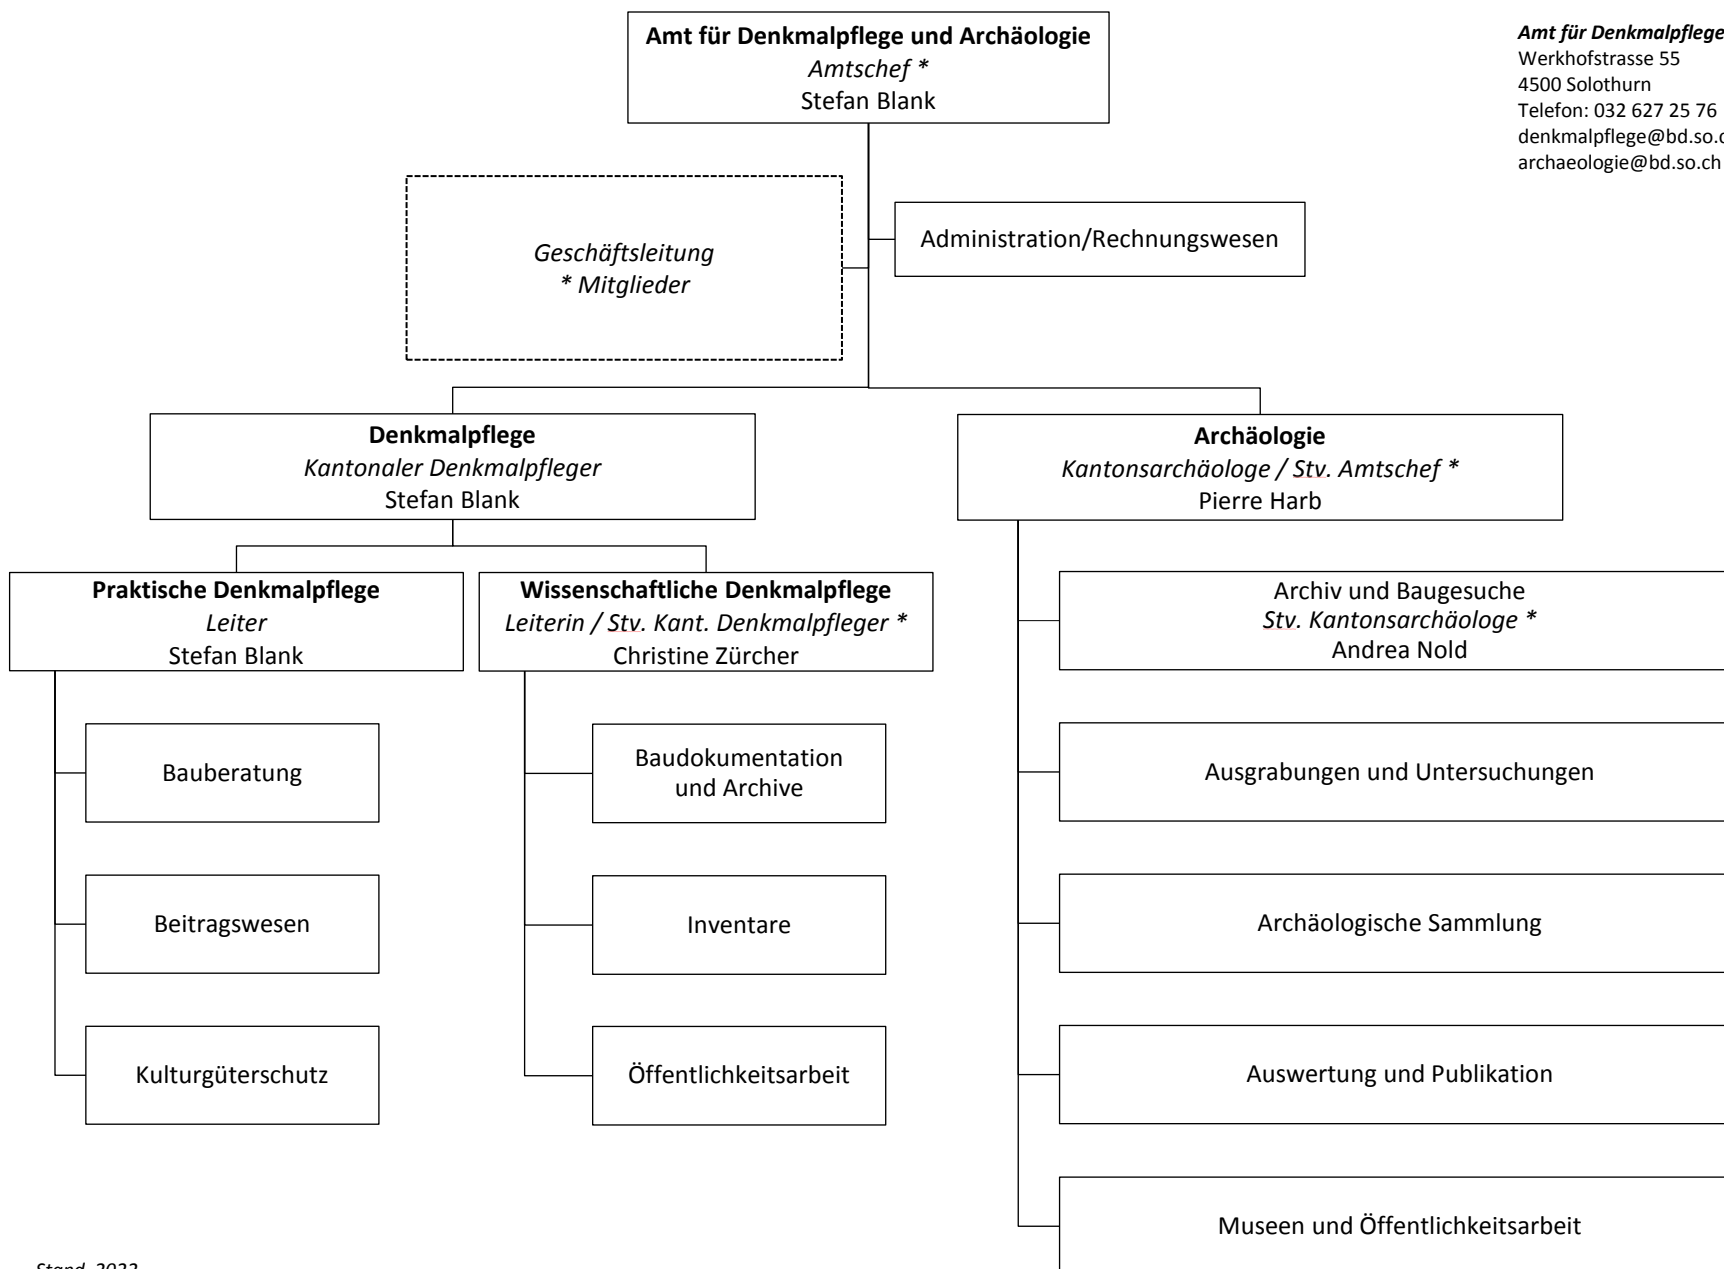 Amt für Denkmalpflege und Archäologie
Amtschef *
Stefan Blank
Amt für Denkmalpflege
Werkhofstrasse 55
4500 Solothurn
Telefon: 032 627 25 76
denkmalpflege@bd.so.c
archaeologie@bd.so.ch
Geschäftsleitung
* Mitglieder
Administration/Rechnungswesen
Denkmalpflege
Kantonaler Denkmalpfleger
Stefan Blank
Archäologie
Kantonsarchäologe / Stv. Amtschef *
Pierre Harb
Praktische Denkmalpflege
Leiter
Stefan Blank
Wissenschaftliche Denkmalpflege
Leiterin / Stv. Kant. Denkmalpfleger *
Christine Zürcher
Archiv und Baugesuche
Stv. Kantonsarchäologe *
Andrea Nold
Bauberatung
Baudokumentation
und Archive
Ausgrabungen und Untersuchungen
Beitragswesen
Inventare
Archäologische Sammlung
Kulturgüterschutz
Öffentlichkeitsarbeit
Auswertung und Publikation
Museen und Öffentlichkeitsarbeit